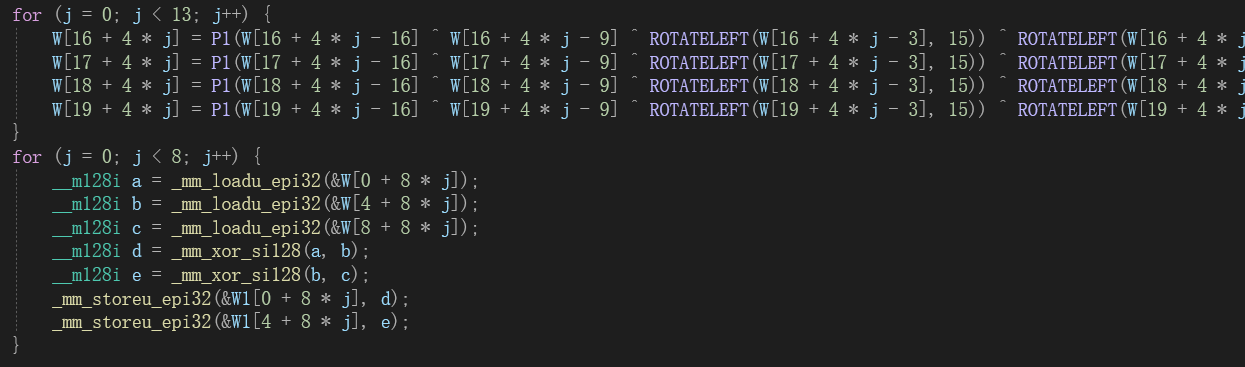 for (j = 0; j < 13; j++) {
    W[16 + 4 * j] = P1(W[16 + 4 * j - 16] ^ W[16 + 4 * j - 9] ^ ROTATELEFT(W[16 + 4 * j - 3], 15)) ^ ROTATELEFT(W[16 + 4 * j
    W[17 + 4 * j] = P1(W[17 + 4 * j - 16] ^ W[17 + 4 * j - 9] ^ ROTATELEFT(W[17 + 4 * j - 3], 15)) ^ ROTATELEFT(W[17 + 4 * j
    W[18 + 4 * j] = P1(W[18 + 4 * j - 16] ^ W[18 + 4 * j - 9] ^ ROTATELEFT(W[18 + 4 * j - 3], 15)) ^ ROTATELEFT(W[18 + 4 * j
    W[19 + 4 * j] = P1(W[19 + 4 * j - 16] ^ W[19 + 4 * j - 9] ^ ROTATELEFT(W[19 + 4 * j - 3], 15)) ^ ROTATELEFT(W[19 + 4 * j
}
for (j = 0; j < 8; j++) {
    __m128i a = _mm_loadu_epi32(&W[0 + 8 * j]);
    __m128i b = _mm_loadu_epi32(&W[4 + 8 * j]);
    __m128i c = _mm_loadu_epi32(&W[8 + 8 * j]);
    __m128i d = _mm_xor_si128(a, b);
    __m128i e = _mm_xor_si128(b, c);
    _mm_storeu_epi32(&W1[0 + 8 * j], d);
    _mm_storeu_epi32(&W1[4 + 8 * j], e);
}